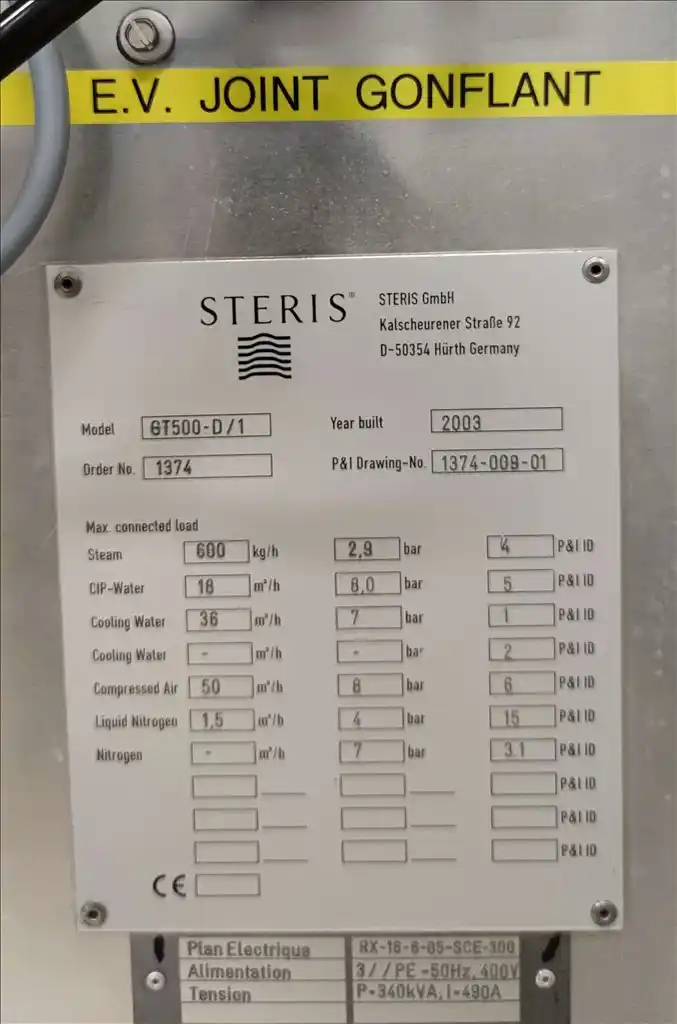 E.V. JOINT GONFLANT
STERIS®
STERIS GmbH
Kalscheurener Straße 92
D-50354 Hürth Germany
Model GT500-D/1 Year built 2003
Order No. 1374 P&I Drawing-No. 1374-009-01
Max. connected load
Steam 600 kg/h 2,9 bar 4 P&I ID
CIP-Water 18 m³/h 8,0 bar 5 P&I ID
Cooling Water 36 m³/h 7 bar 1 P&I ID
Cooling Water - m³/h - bar 2 P&I ID
Compressed Air 50 m³/h 8 bar 6 P&I ID
Liquid Nitrogen 1,5 m³/h 4 bar 15 P&I ID
Nitrogen - m³/h 7 bar 3.1 P&I ID
P&I ID
P&I ID
P&I ID
CE
Plan Electrique RX-18-6-05-SCE-300
Alimentation 3//PE ~50Hz, 400V
Tension P=340kVA, I=490A